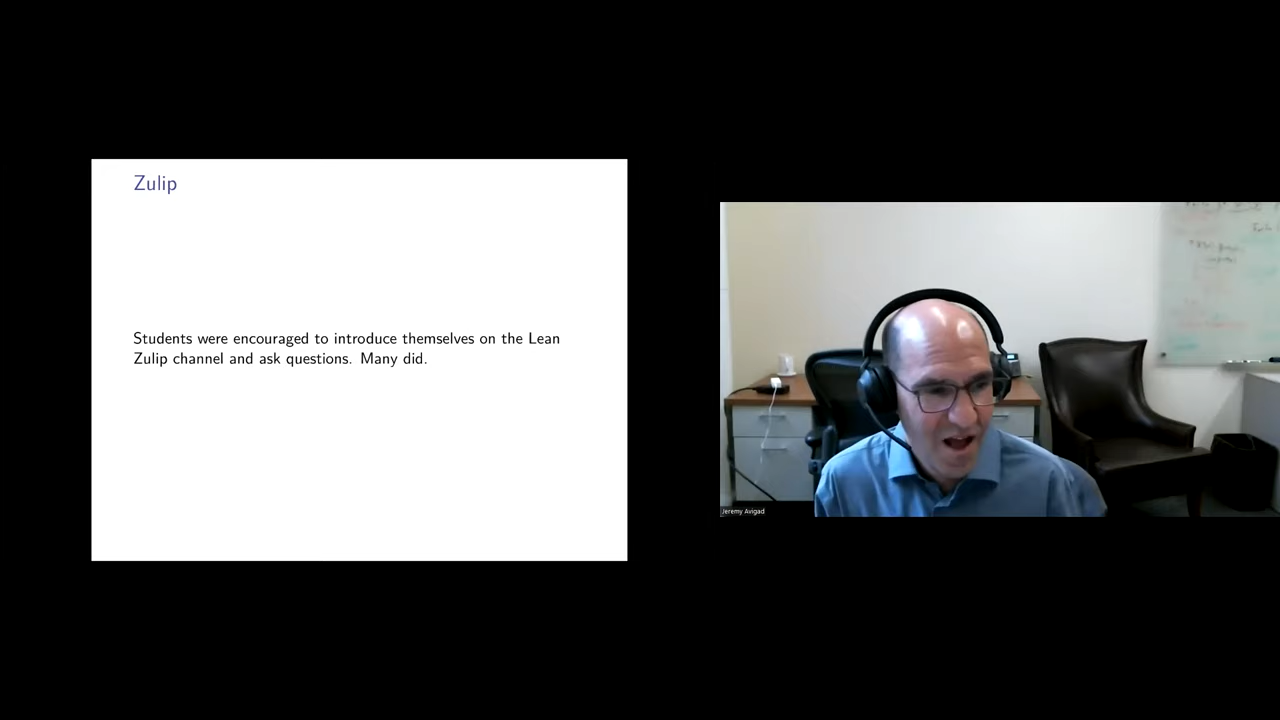 Zulip
Students were encouraged to introduce themselves on the Lean
Zulip channel and ask questions. Many did.
Jeremy Avigad